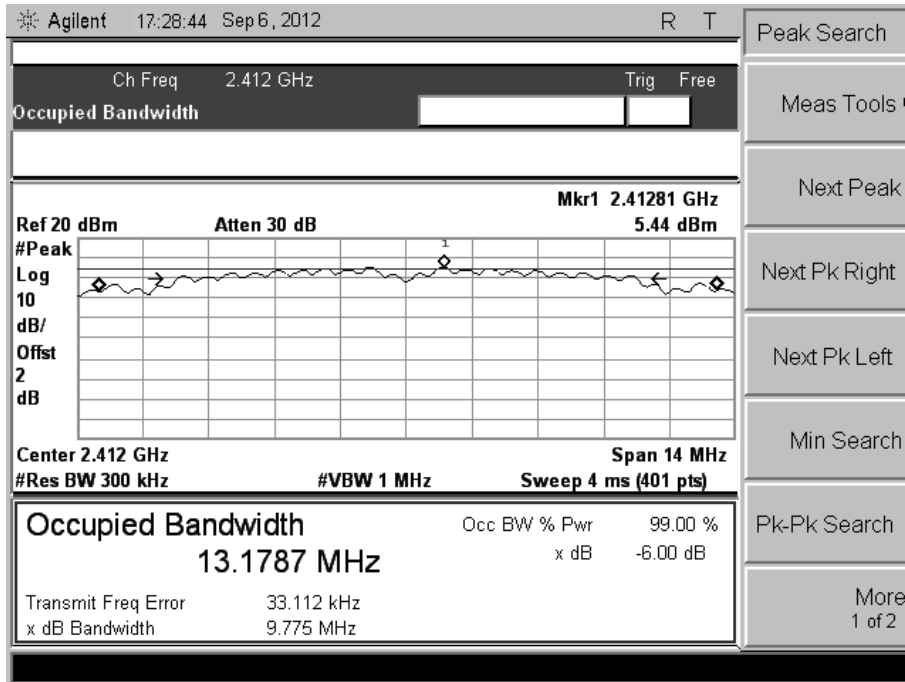 Agilent 17:28:44 Sep 6, 2012 R T
Ch Freq 2.412 GHz Trig Free
Occupied Bandwidth
Mkr1 2.41281 GHz
Ref 20 dBm Atten 30 dB 5.44 dBm
#Peak
Log
10
dB/
Offst
2
dB
1
Center 2.412 GHz Span 14 MHz
#Res BW 300 kHz #VBW 1 MHz Sweep 4 ms (401 pts)
Occupied Bandwidth Occ BW % Pwr 99.00 %
13.1787 MHz x dB -6.00 dB
Transmit Freq Error 33.112 kHz
x dB Bandwidth 9.775 MHz
Peak Search
Meas Tools
Next Peak
Next Pk Right
Next Pk Left
Min Search
Pk-Pk Search
More
1 of 2